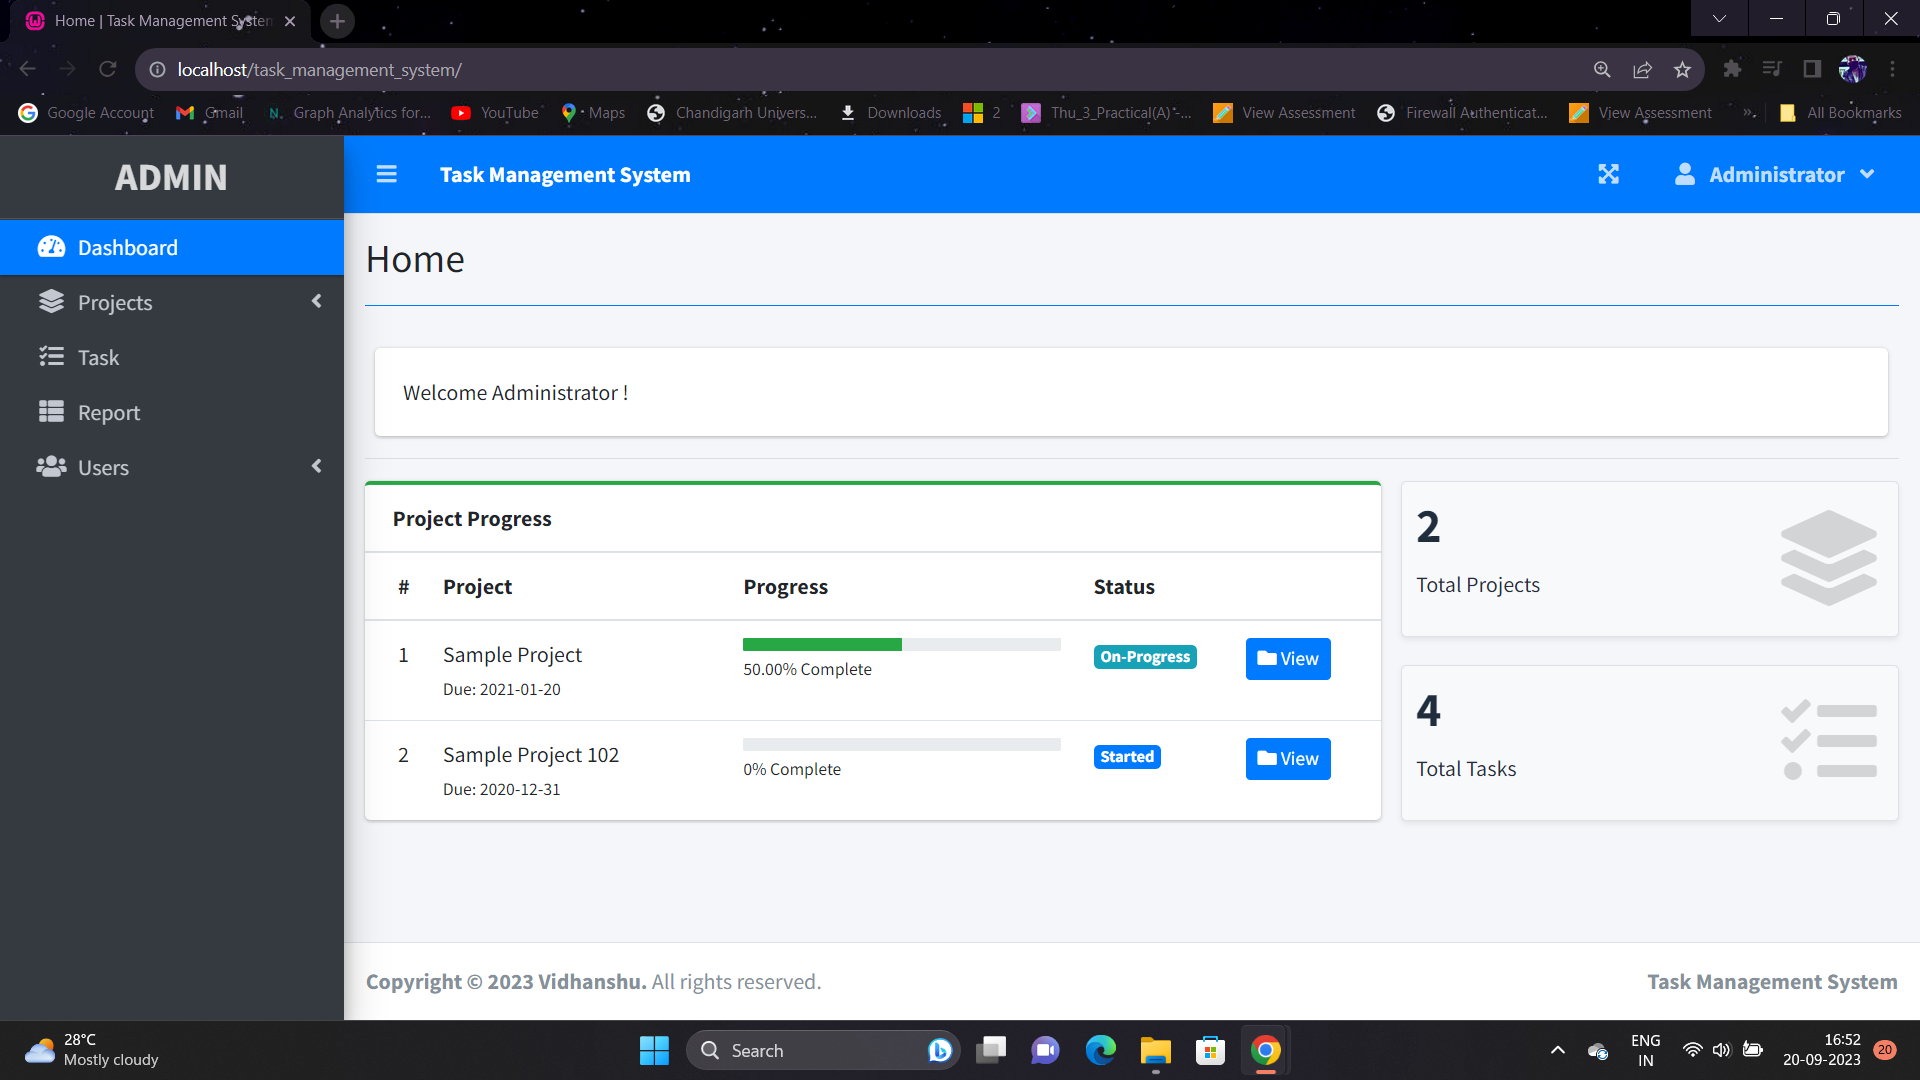 Home | Task Management System
localhost/task_management_system/
Google Account
Gmail
Graph Analytics for...
YouTube
Maps
Chandigarh Univers...
Downloads
2
Thu_3_Practical(A) -...
View Assessment
Firewall Authenticat...
View Assessment
»
All Bookmarks
ADMIN
Task Management System
Administrator
Dashboard
Projects
Task
Report
Users
Home
Welcome Administrator !
Project Progress
# Project Progress Status
1 Sample Project
Due: 2021-01-20
50.00% Complete
On-Progress
View
2 Sample Project 102
Due: 2020-12-31
0% Complete
Started
View
2
Total Projects
4
Total Tasks
Copyright © 2023 Vidhanshu. All rights reserved.
Task Management System
28°C
Mostly cloudy
Search
ENG
IN
16:52
20-09-2023
20